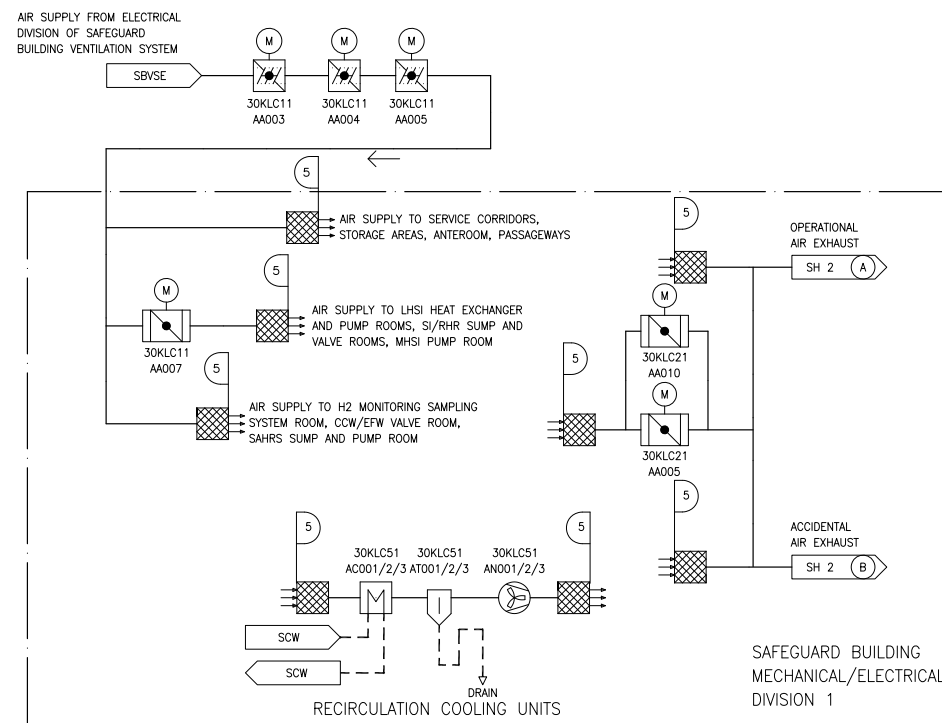 AIR SUPPLY FROM ELECTRICAL
DIVISION OF SAFEGUARD
BUILDING VENTILATION SYSTEM
SBVSE
M
M
M
30KLC11
AA003
30KLC11
AA004
30KLC11
AA005
5
AIR SUPPLY TO SERVICE CORRIDORS,
STORAGE AREAS, ANTEROOM, PASSAGEWAYS
5
OPERATIONAL
AIR EXHAUST
SH 2 A
5
M
30KLC11
AA007
AIR SUPPLY TO LHSI HEAT EXCHANGER
AND PUMP ROOMS, SI/RHR SUMP AND
VALVE ROOMS, MHSI PUMP ROOM
M
30KLC21
AA010
5
5
M
30KLC21
AA005
AIR SUPPLY TO H2 MONITORING SAMPLING
SYSTEM ROOM, CCW/EFW VALVE ROOM,
SAHRS SUMP AND PUMP ROOM
5
ACCIDENTAL
AIR EXHAUST
SH 2 B
5
5
30KLC51
AC001/2/3
30KLC51
AT001/2/3
30KLC51
AN001/2/3
M
SCW
SCW
DRAIN
RECIRCULATION COOLING UNITS
SAFEGUARD BUILDING
MECHANICAL/ELECTRICAL
DIVISION 1